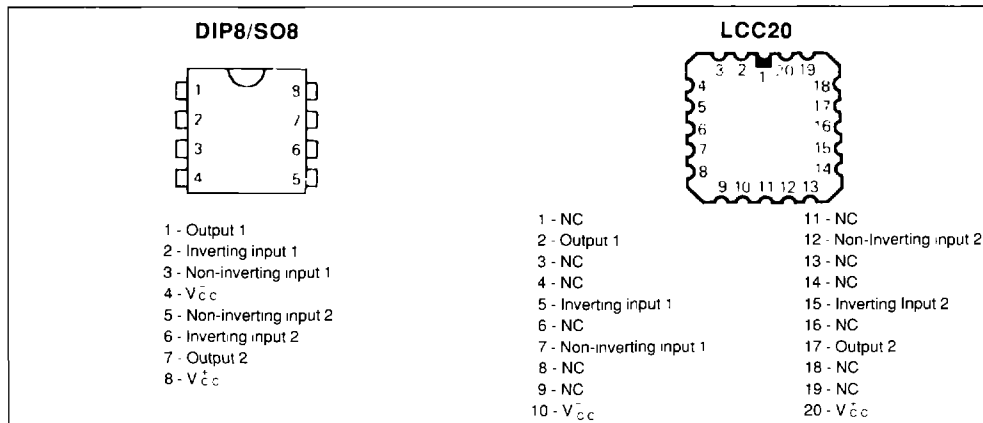 DIP8/SO8
1 8
2 7
3 6
4 5
1 - Output 1
2 - Inverting input 1
3 - Non-inverting input 1
4 - V-cc
5 - Non-inverting input 2
6 - Inverting input 2
7 - Output 2
8 - V+cc
LCC20
3 2 1 20 19
4 18
5 17
6 16
7 15
8 14
9 10 11 12 13
1 - NC
2 - Output 1
3 - NC
4 - NC
5 - Inverting input 1
6 - NC
7 - Non-inverting input 1
8 - NC
9 - NC
10 - V-cc
11 - NC
12 - Non-Inverting input 2
13 - NC
14 - NC
15 - Inverting Input 2
16 - NC
17 - Output 2
18 - NC
19 - NC
20 - V+cc